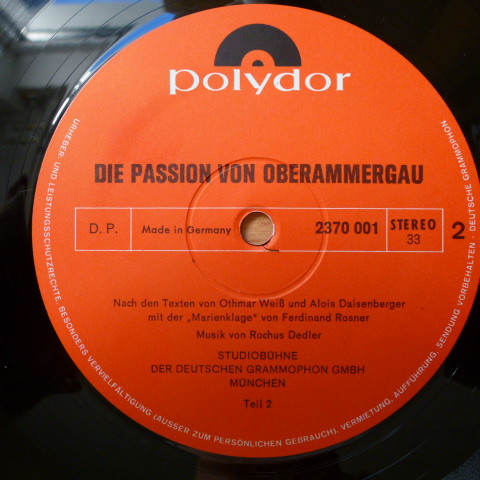 polydor
DIE PASSION VON OBERAMMERGAU
D. P. Made in Germany 2370 001 STEREO 33 2
Nach den Texten von Othmar Weiß und Alois Daisenberger
mit der „Marienklage" von Ferdinand Rosner
Musik von Rochus Dedler
STUDIOBÜHNE
DER DEUTSCHEN GRAMMOPHON GMBH
MÜNCHEN
Teil 2
URHEBER- UND LEISTUNGSSCHUTZRECHTE, BESONDERS VERVIELFÄLTIGUNG (AUSSER ZUM PERSÖNLICHEN GEBRAUCH), VERMIETUNG, AUFFÜHRUNG, SENDUNG VORBEHALTEN · DEUTSCHE GRAMMOPHON